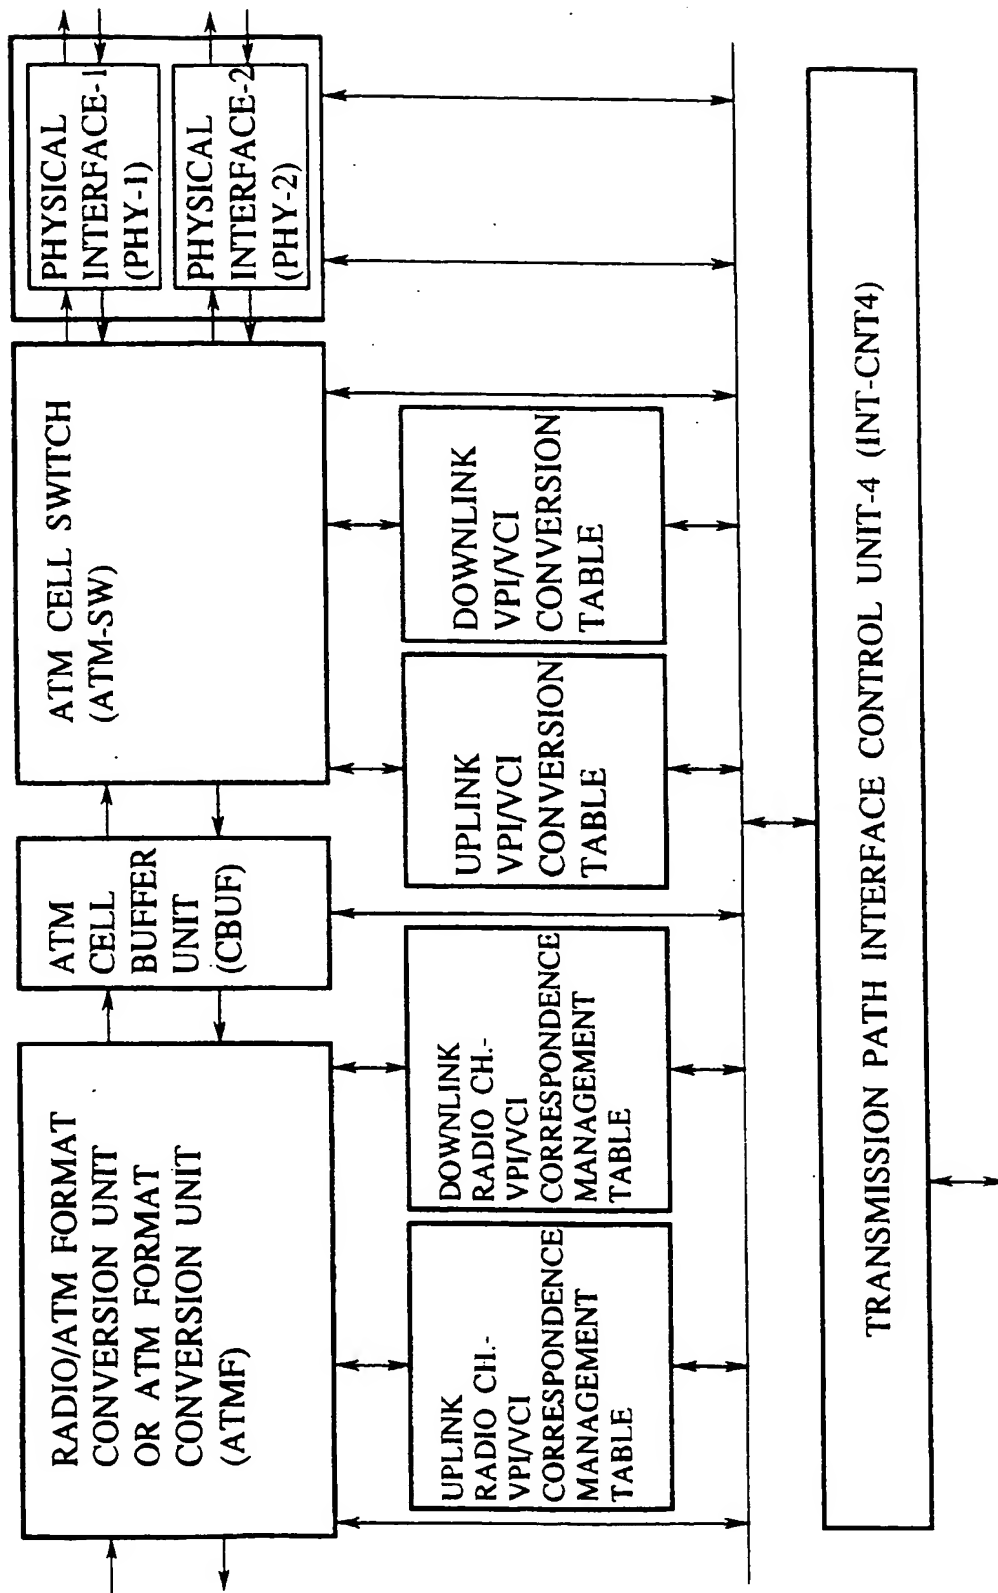 RADIO/ATM FORMAT
CONVERSION UNIT
OR ATM FORMAT
CONVERSION UNIT
(ATMF)
ATM
CELL
BUFFER
UNIT
(CBUF)
ATM CELL SWITCH
(ATM-SW)
PHYSICAL
INTERFACE-1
(PHY-1)
PHYSICAL
INTERFACE-2
(PHY-2)
UPLINK
RADIO CH.-
VPI/VCI
CORRESPONDENCE
MANAGEMENT
TABLE
DOWNLINK
RADIO CH.-
VPI/VCI
CORRESPONDENCE
MANAGEMENT
TABLE
UPLINK
VPI/VCI
CONVERSION
TABLE
DOWNLINK
VPI/VCI
CONVERSION
TABLE
TRANSMISSION PATH INTERFACE CONTROL UNIT-4 (INT-CNT4)